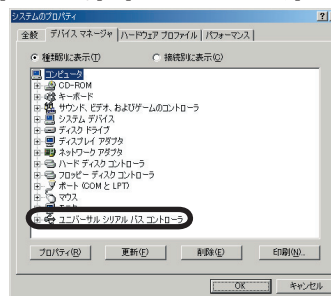 システムのプロパティ
全般 デバイス マネージャ ハードウェア プロファイル パフォーマンス
種類別に表示(T) 接続別に表示(C)
コンピュータ
CD-ROM
キーボード
サウンド、ビデオ、およびゲームのコントローラ
システム デバイス
ディスク ドライブ
ディスプレイ アダプタ
ネットワーク アダプタ
ハード ディスク コントローラ
フロッピー ディスク コントローラ
ポート (COM と LPT)
マウス
モニタ
ユニバーサル シリアル バス コントローラ
プロパティ(R) 更新(F) 削除(E) 印刷(N)...
OK キャンセル